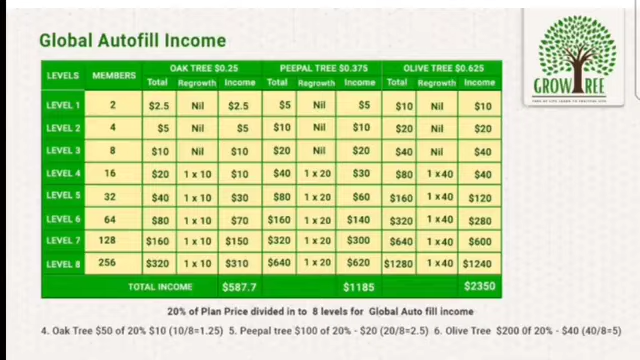 Global Autofill Income
GROW TREE
LEVELS MEMBERS OAK TREE $0.25 PEEPAL TREE $0.375 OLIVE TREE $0.625
Total Regrowth Income Total Regrowth Income Total Regrowth Income
LEVEL 1 2 $2.5 Nil $2.5 $5 Nil $5 $10 Nil $10
LEVEL 2 4 $5 Nil $5 $10 Nil $10 $20 Nil $20
LEVEL 3 8 $10 Nil $10 $20 Nil $20 $40 Nil $40
LEVEL 4 16 $20 1 x 10 $10 $40 1 x 20 $30 $80 1 x 40 $40
LEVEL 5 32 $40 1 x 10 $30 $80 1 x 20 $60 $160 1 x 40 $120
LEVEL 6 64 $80 1 x 10 $70 $160 1 x 20 $140 $320 1 x 40 $280
LEVEL 7 128 $160 1 x 10 $150 $320 1 x 20 $300 $640 1 x 40 $600
LEVEL 8 256 $320 1 x 10 $310 $640 1 x 20 $620 $1280 1 x 40 $1240
TOTAL INCOME $587.7 $1185 $2350
20% of Plan Price divided in to 8 levels for Global Auto fill income
4. Oak Tree $50 of 20% $10 (10/8=1.25) 5. Peepal tree $100 of 20% - $20 (20/8=2.5) 6. Olive Tree $200 0f 20% - $40 (40/8=5)